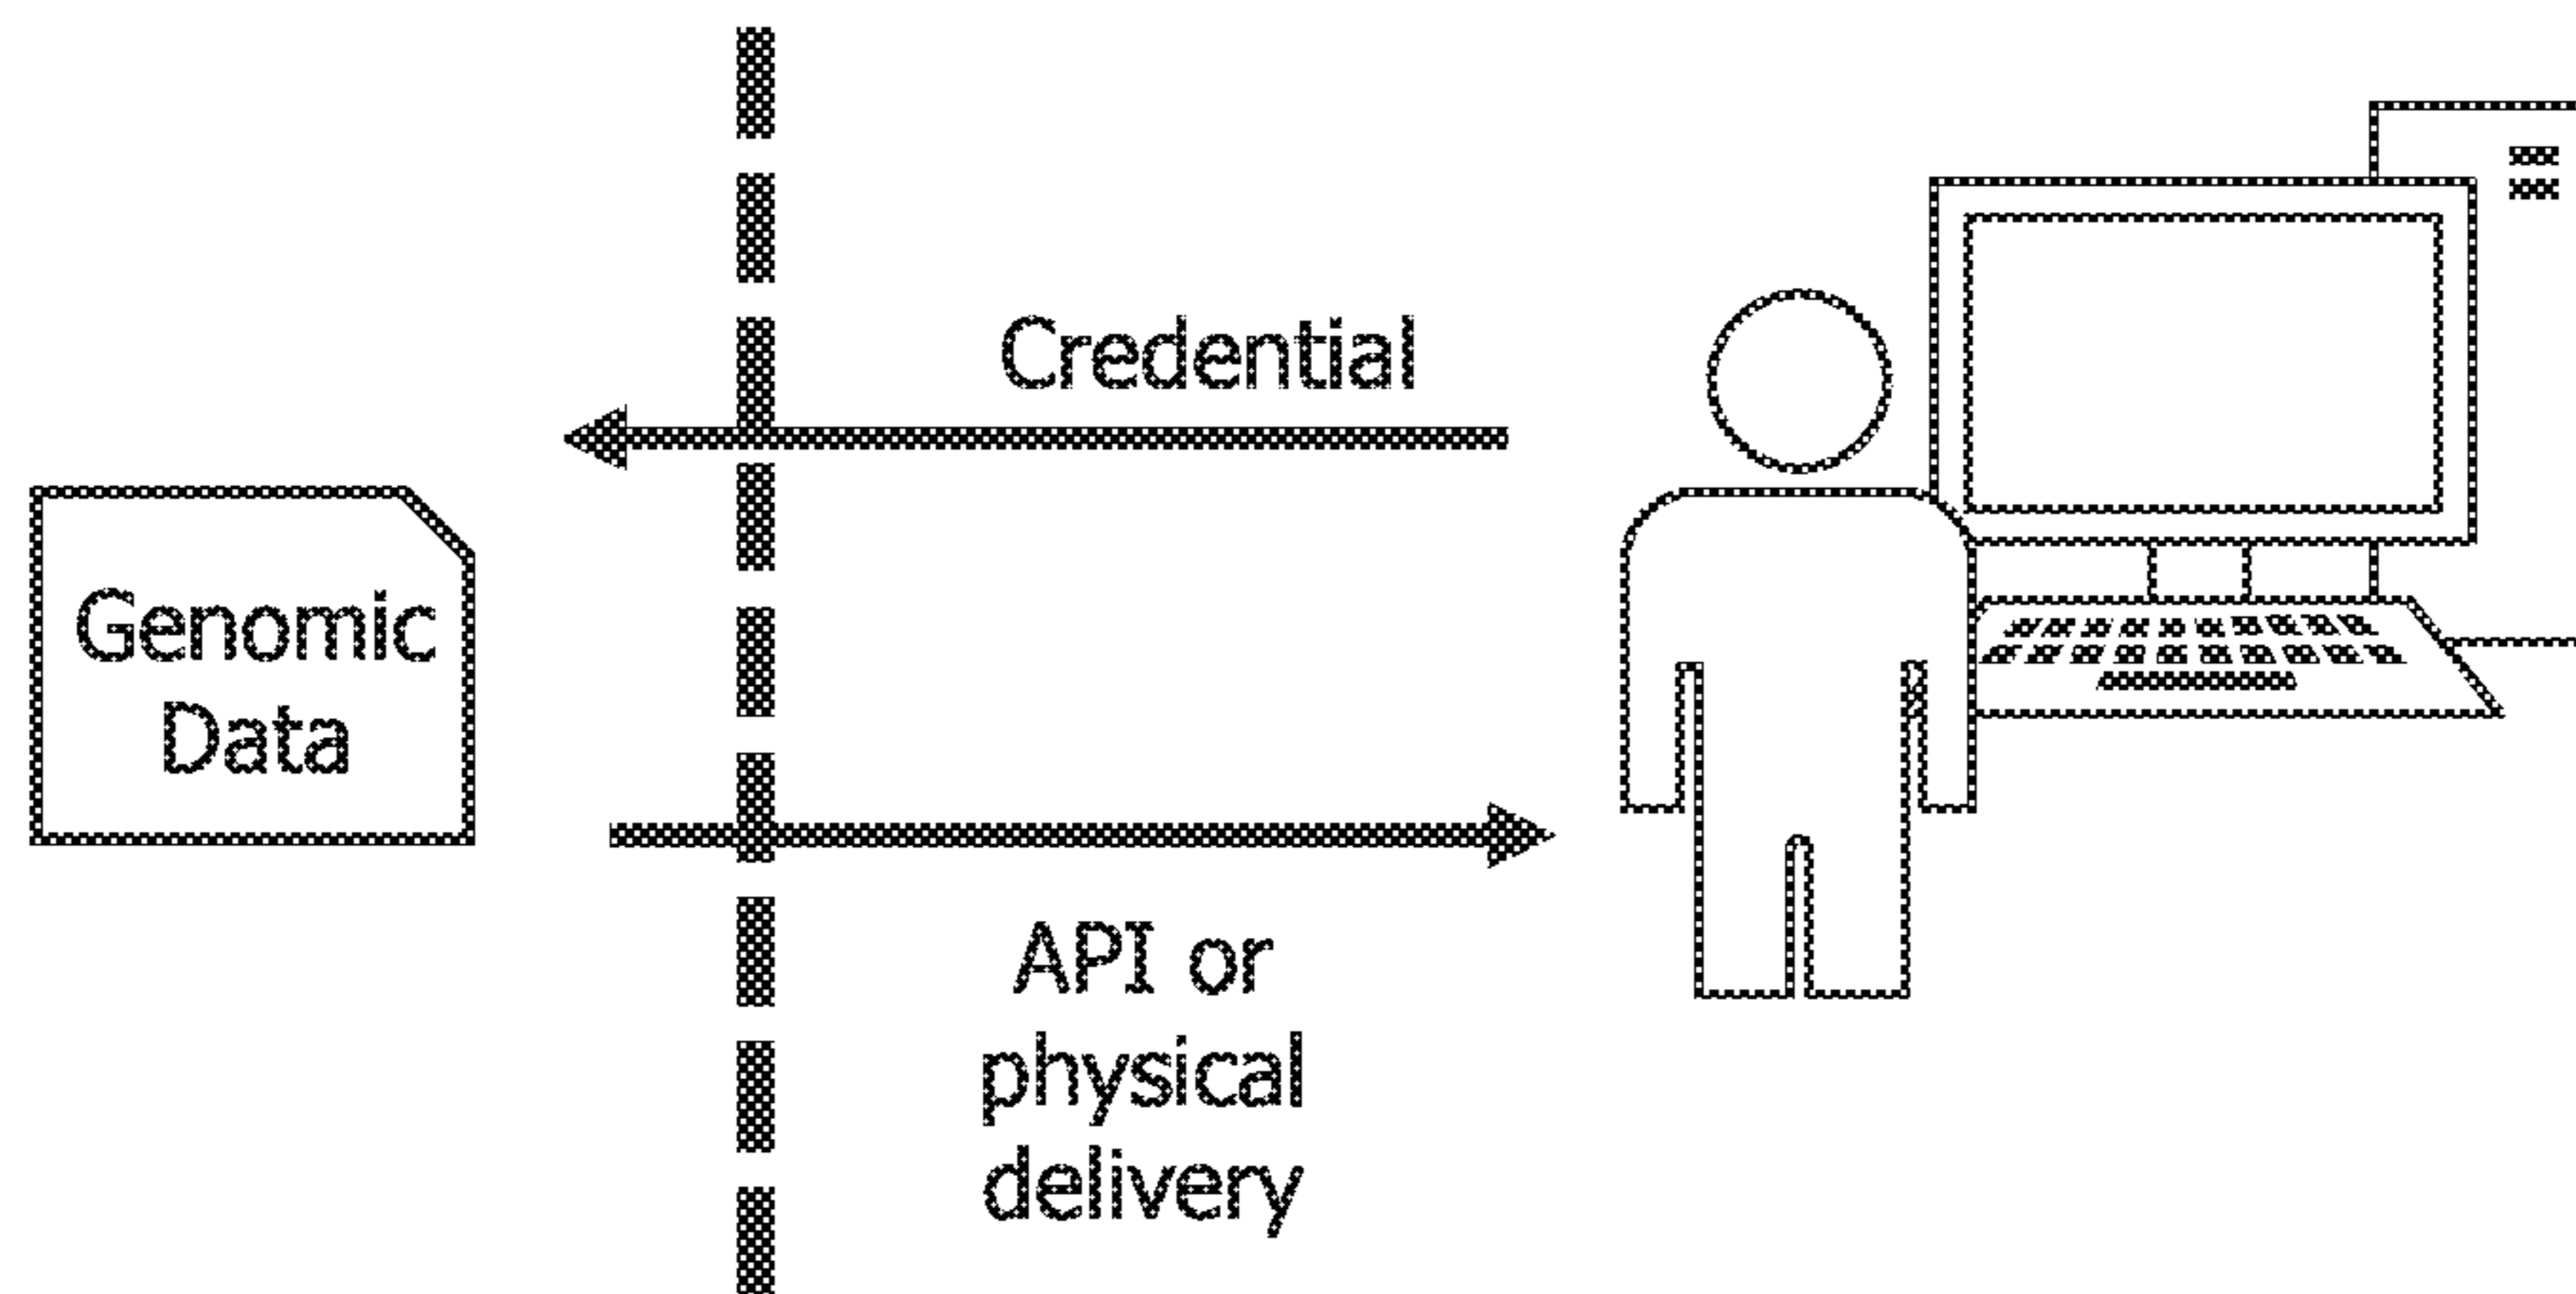 Credential
Genomic
Data
API or
physical
delivery